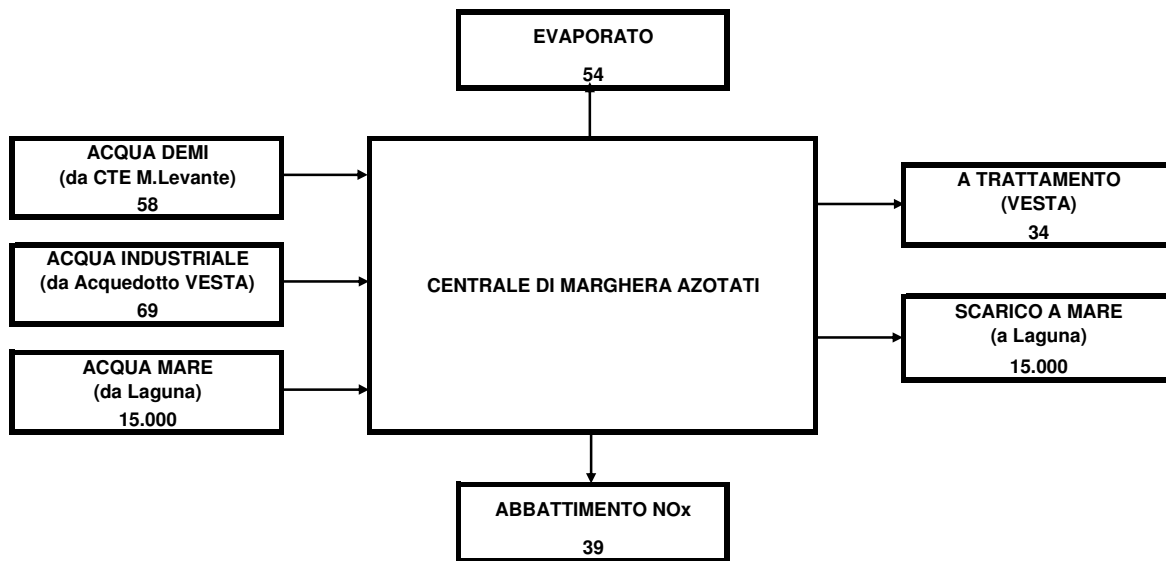 EVAPORATO
54
ACQUA DEMI
(da CTE M.Levante)
58
ACQUA INDUSTRIALE
(da Acquedotto VESTA)
69
ACQUA MARE
(da Laguna)
15.000
CENTRALE DI MARGHERA AZOTATI
A TRATTAMENTO
(VESTA)
34
SCARICO A MARE
(a Laguna)
15.000
ABBATTIMENTO NOx
39